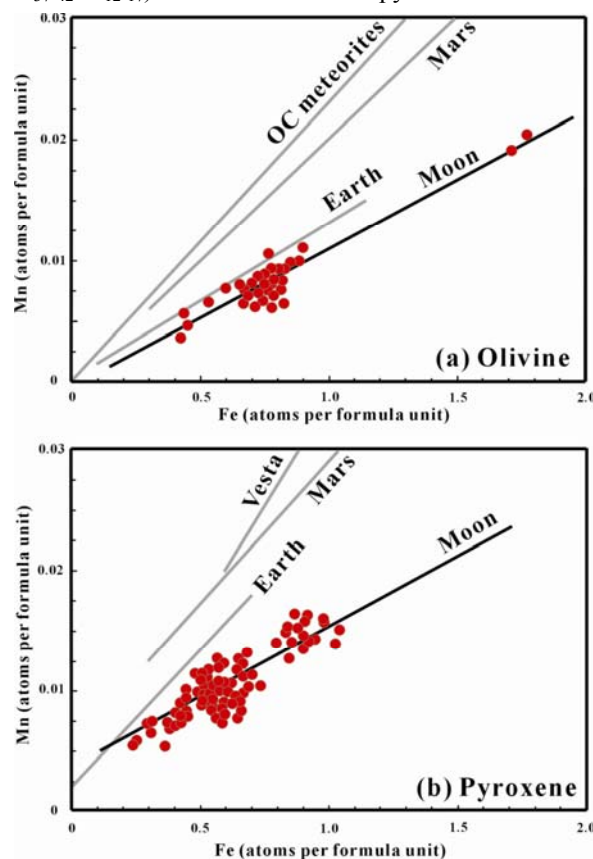 OC meteorites
Mars
Earth
Moon
(a) Olivine
Mn (atoms per formula unit)
0.03
0.02
0.01
0
0.5
1.0
1.5
2.0
Fe (atoms per formula unit)
Vesta
Mars
Earth
Moon
(b) Pyroxene
Mn (atoms per formula unit)
0.03
0.02
0.01
0
0
0.5
1.0
1.5
2.0
Fe (atoms per formula unit)